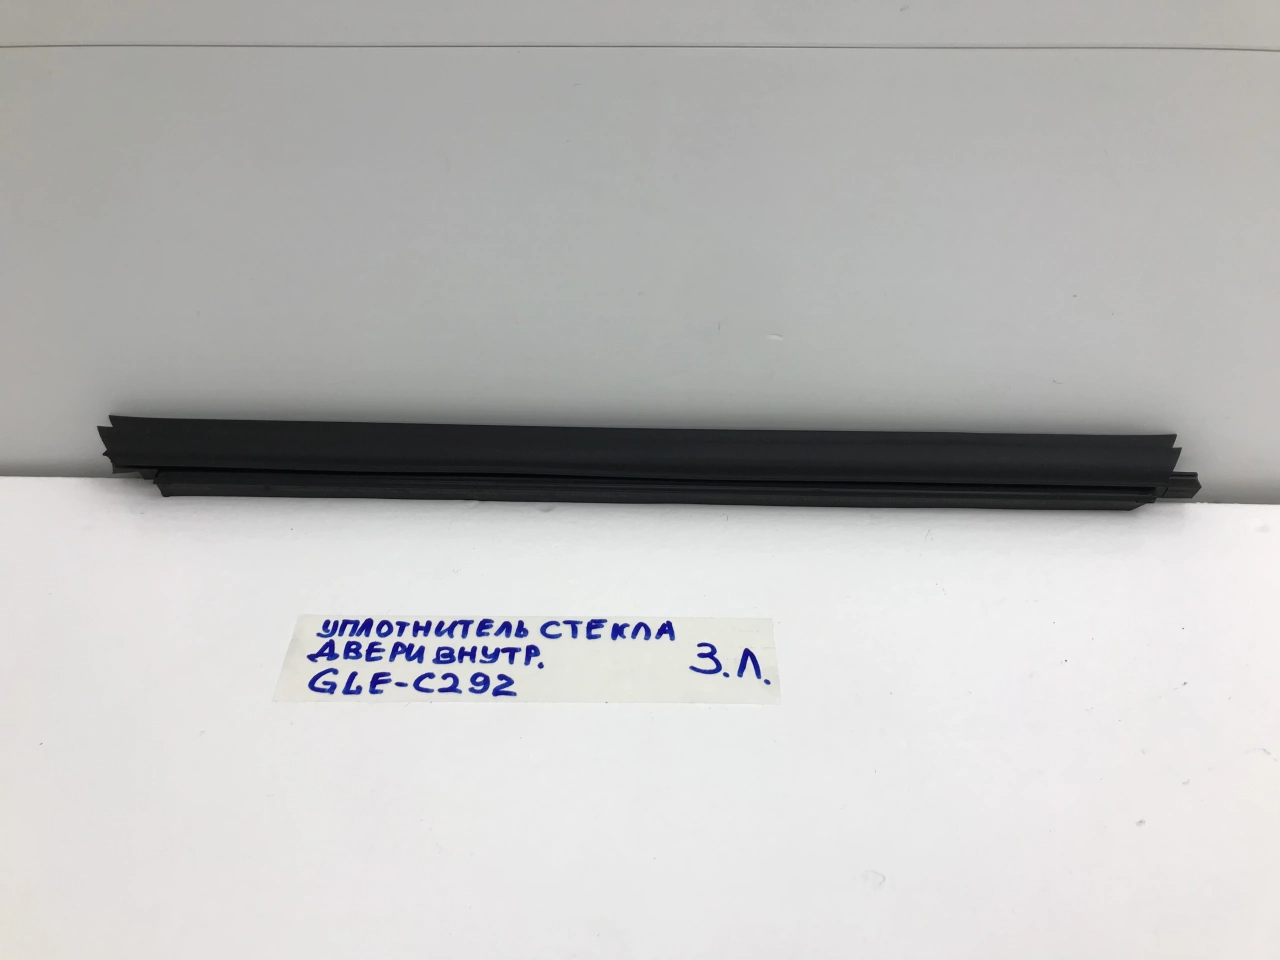 УПЛОТНИТЕЛЬ СТЕКЛА
ДВЕРИ ВНУТР.
GLE-C292
З.Л.